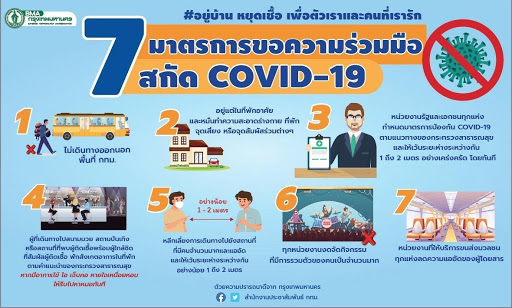 BMA
กรุงเทพมหานคร
#อยู่บ้าน หยุดเชื้อ เพื่อตัวเราและคนที่เรารัก
7 มาตรการขอความร่วมมือ
สกัด COVID-19
1
ไม่เดินทางออกนอก
พื้นที่ กทม.
2
อยู่แต่ในที่พักอาศัย
และหมั่นทำความสะอาดร่างกาย ที่พัก
จุดเสี่ยง หรือจุดสัมผัสร่วมต่างๆ
3
หน่วยงานรัฐและเอกชนทุกแห่ง
กำหนดมาตรการป้องกัน COVID-19
ตามแนวทางของกระทรวงสาธารณสุข
และให้เว้นระยะห่างระหว่างกัน
1 ถึง 2 เมตร อย่างเคร่งครัด โดยทันที
4
ผู้ที่เดินทางไปสนามมวย สถานบันเทิง
หรือสถานที่ที่พบผู้ติดเชื้อพร้อมผู้ใกล้ชิด
ที่สัมผัสผู้ติดเชื้อ พักสังเกตอาการในที่พัก
ตามคำแนะนำของกระทรวงสาธารณสุข
หากมีอาการไข้ ไอ เจ็บคอ หายใจเหนื่อยหอบ
ให้รีบไปหาหมอทันที
5
อย่างน้อย
1-2 เมตร
หลีกเลี่ยงการเดินทางไปยังสถานที่
ที่มีคนจำนวนมากและแออัด
และให้เว้นระยะห่างระหว่างกัน
อย่างน้อย 1 ถึง 2 เมตร
6
ทุกหน่วยงานงดจัดกิจกรรม
ที่มีการรวมตัวของคนเป็นจำนวนมาก
7
หน่วยงานที่ให้บริการขนส่งมวลชน
ทุกแห่งลดความแออัดของผู้โดยสาร
ด้วยความปรารถนาดีจาก กรุงเทพมหานคร
สำนักงานประชาสัมพันธ์ กทม.